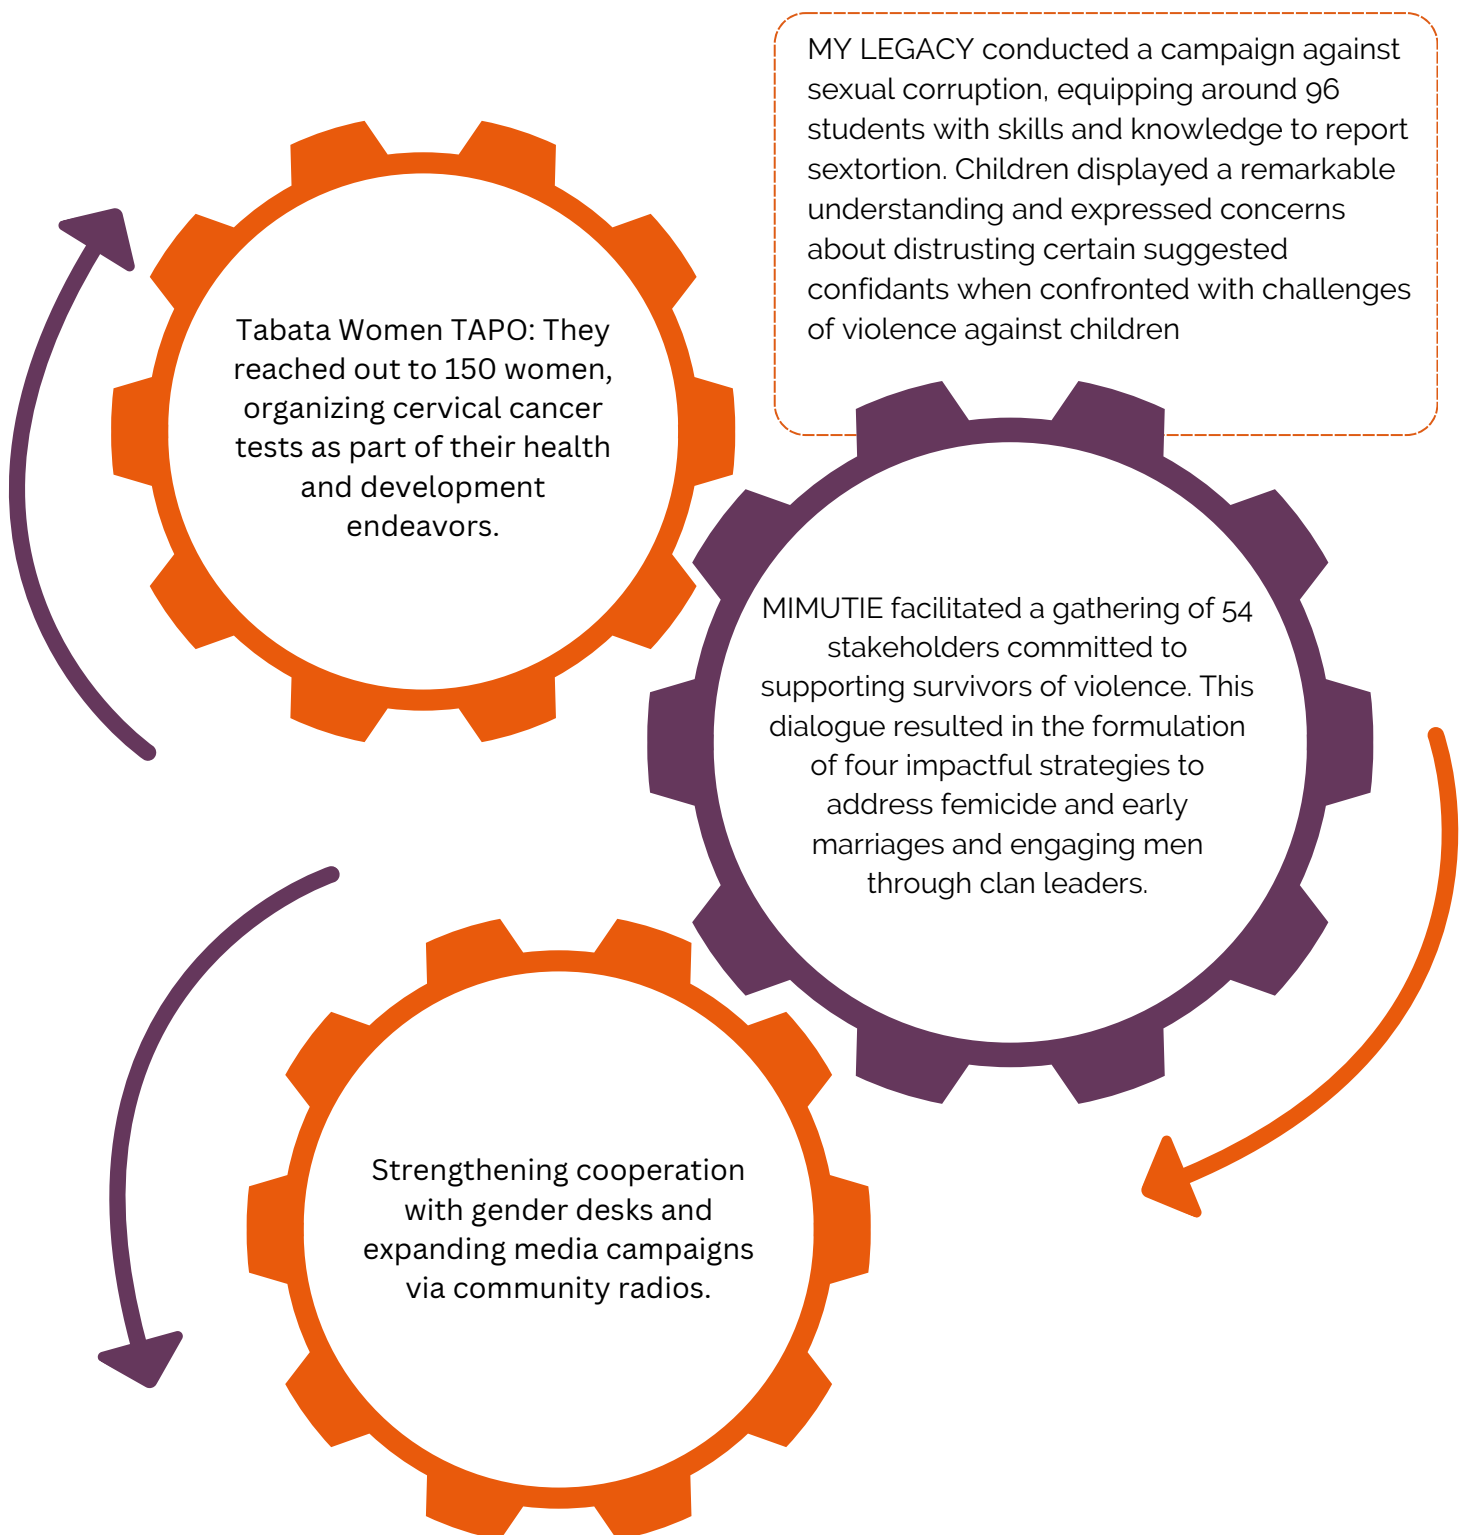 MY LEGACY conducted a campaign against
sexual corruption, equipping around 96
students with skills and knowledge to report
sextortion. Children displayed a remarkable
understanding and expressed concerns
about distrusting certain suggested
confidants when confronted with challenges
of violence against children
Tabata Women TAPO: They
reached out to 150 women,
organizing cervical cancer
tests as part of their health
and development
endeavors.
MIMUTIE facilitated a gathering of 54
stakeholders committed to
supporting survivors of violence. This
dialogue resulted in the formulation
of four impactful strategies to
address femicide and early
marriages and engaging men
through clan leaders.
Strengthening cooperation
with gender desks and
expanding media campaigns
via community radios.